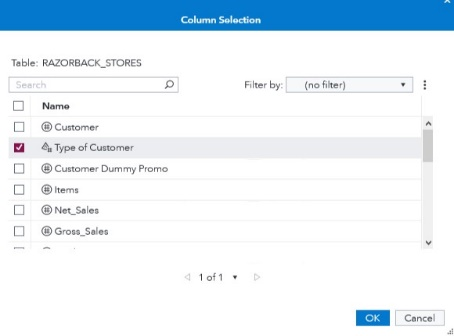 Column Selection
Table: RAZORBACK_STORES
Search
Filter by: (no filter)
Name
Customer
Type of Customer
Customer Dummy Promo
Items
Net_Sales
Gross_Sales
1 of 1
OK Cancel